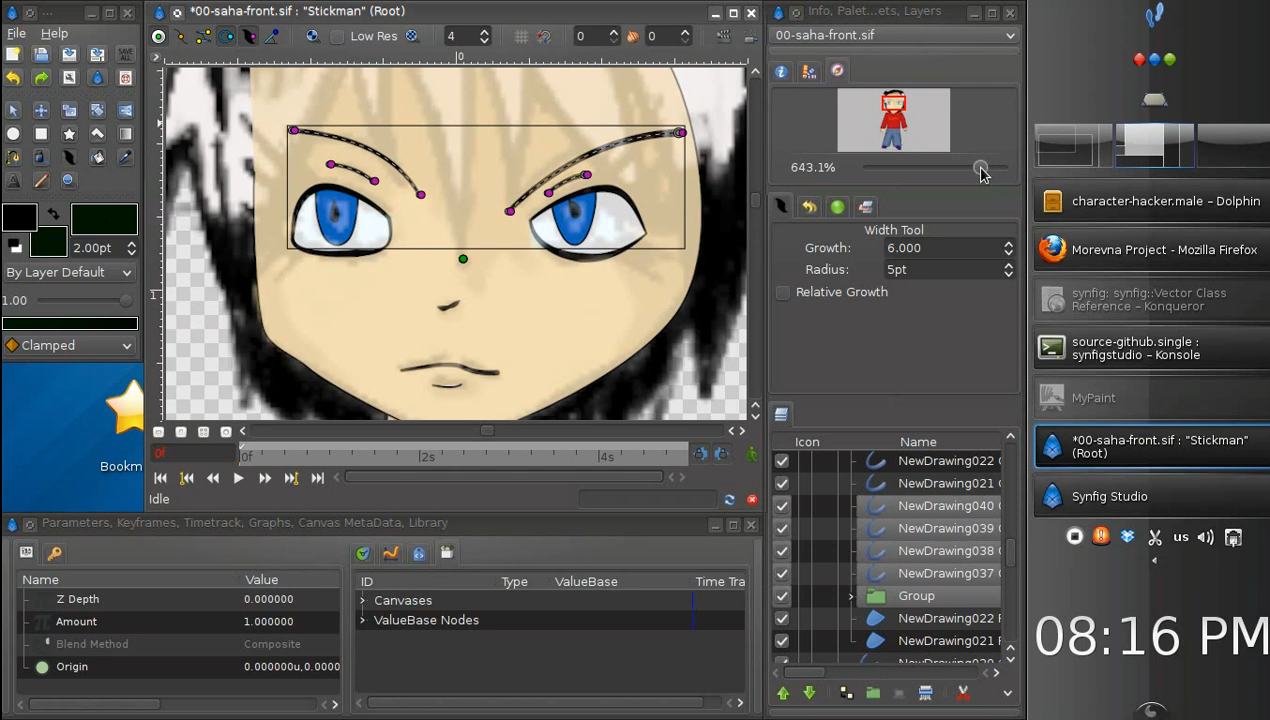 ...
File Help
SAVE ALL
2.00pt
By Layer Default
1.00
Clamped
Bookm
*00-saha-front.sif : "Stickman" (Root)
Low Res
4
0
0
0
1
0f
0f
2s
4s
Idle
Info, Palet...ets, Layers
00-saha-front.sif
643.1%
Width Tool
Growth: 6.000
Radius: 5pt
Relative Growth
Icon Name
NewDrawing022 O
NewDrawing021 O
NewDrawing040 O
NewDrawing039 O
NewDrawing038 O
NewDrawing037 O
Group
NewDrawing022 F
NewDrawing021 F
Parameters, Keyframes, Timetrack, Graphs, Canvas MetaData, Library
Name Value
Z Depth 0.000000
Amount 1.000000
Blend Method Composite
Origin 0.000000u,0.0000
ID Type ValueBase Time Tra
Canvases
ValueBase Nodes
character-hacker.male – Dolphin
Morevna Project - Mozilla Firefox
synfig: synfig::Vector Class
Reference – Konqueror
source-github.single :
synfigstudio – Konsole
MyPaint
*00-saha-front.sif : "Stickman"
(Root)
Synfig Studio
us
08:16 PM